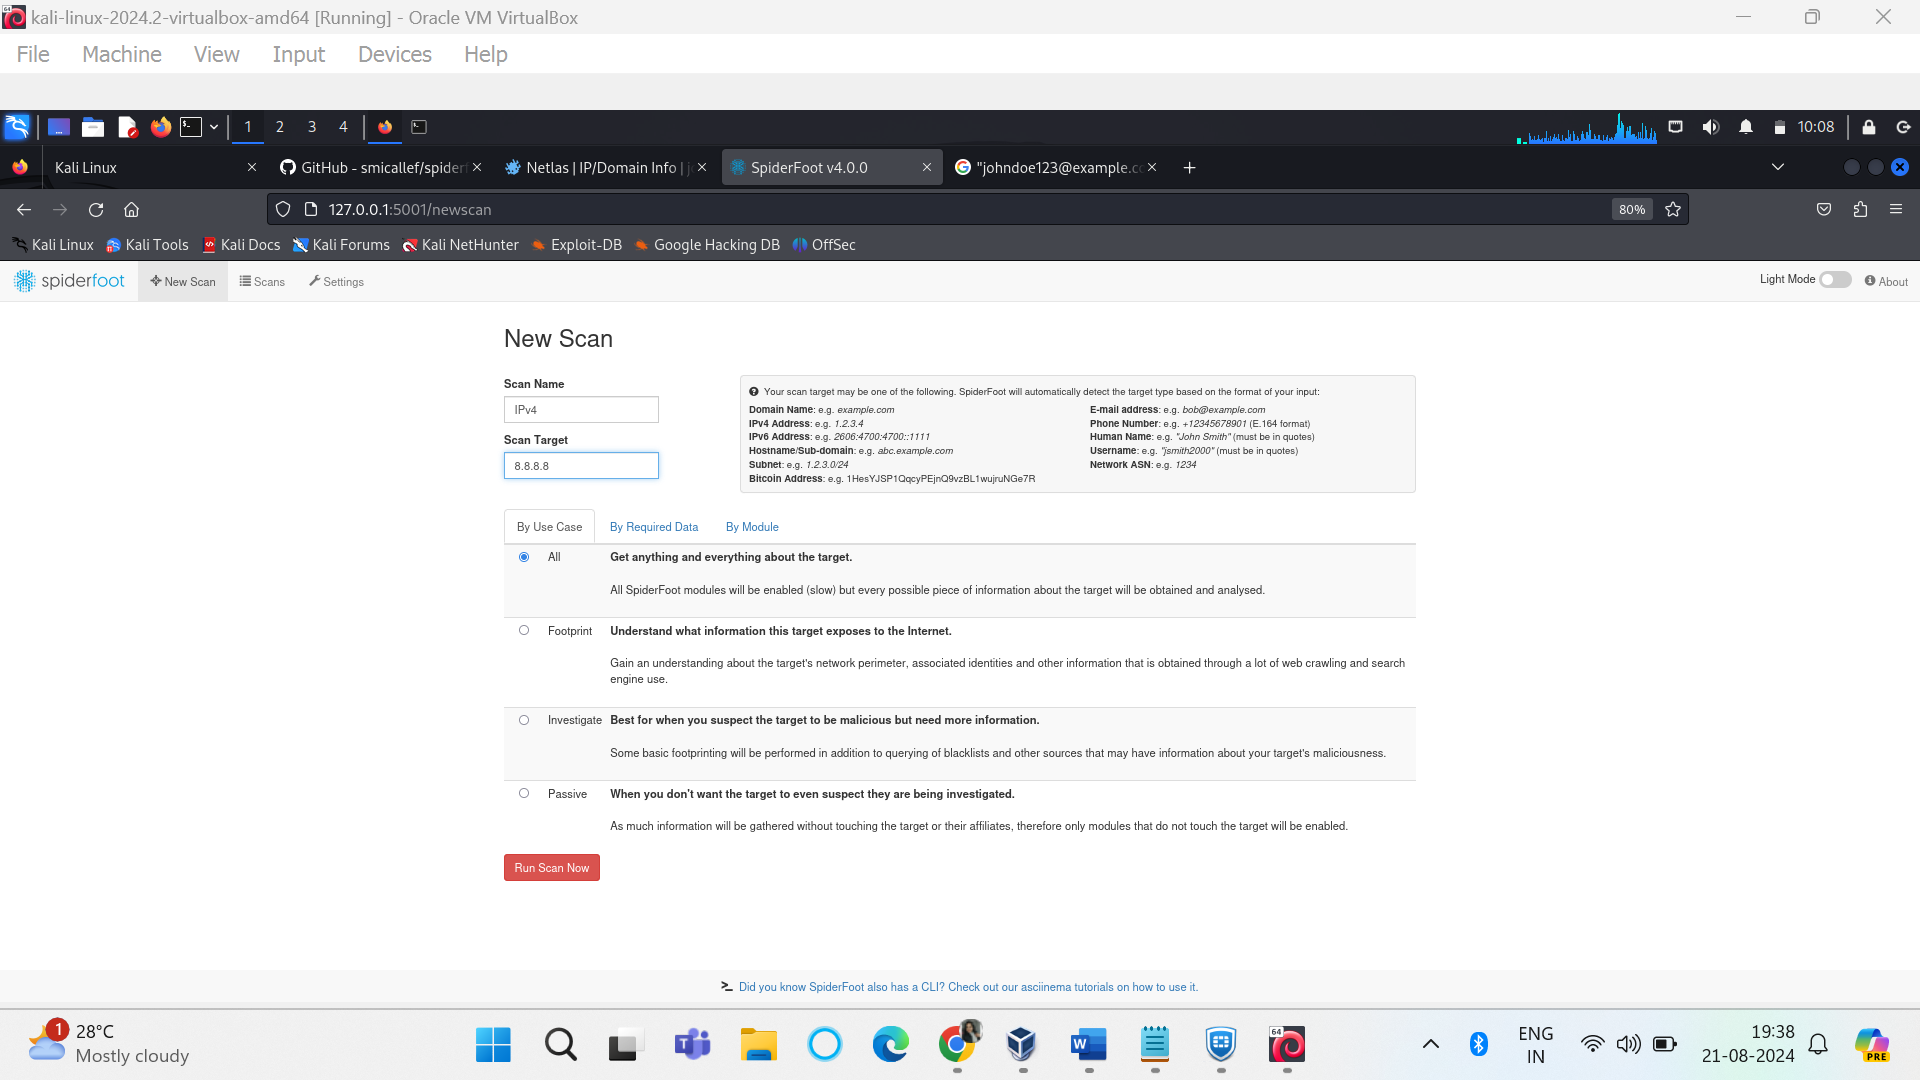 kali-linux-2024.2-virtualbox-amd64 [Running] - Oracle VM VirtualBox
File Machine View Input Devices Help
1 2 3 4 10:08
Kali Linux
GitHub - smicallef/spiderf
Netlas | IP/Domain Info | j
SpiderFoot v4.0.0
"johndoe123@example.co
127.0.0.1:5001/newscan 80%
Kali Linux Kali Tools Kali Docs Kali Forums Kali NetHunter Exploit-DB Google Hacking DB OffSec
spiderfoot New Scan Scans Settings Light Mode About
New Scan
Scan Name
IPv4
Scan Target
8.8.8.8
Your scan target may be one of the following. SpiderFoot will automatically detect the target type based on the format of your input:
Domain Name: e.g. example.com
IPv4 Address: e.g. 1.2.3.4
IPv6 Address: e.g. 2606:4700:4700::1111
Hostname/Sub-domain: e.g. abc.example.com
Subnet: e.g. 1.2.3.0/24
Bitcoin Address: e.g. 1HesYJSP1QqcyPEjnQ9vzBL1wujruNGe7R
E-mail address: e.g. bob@example.com
Phone Number: e.g. +12345678901 (E.164 format)
Human Name: e.g. "John Smith" (must be in quotes)
Username: e.g. "jsmith2000" (must be in quotes)
Network ASN: e.g. 1234
By Use Case By Required Data By Module
All Get anything and everything about the target.
All SpiderFoot modules will be enabled (slow) but every possible piece of information about the target will be obtained and analysed.
Footprint Understand what information this target exposes to the Internet.
Gain an understanding about the target's network perimeter, associated identities and other information that is obtained through a lot of web crawling and search
engine use.
Investigate Best for when you suspect the target to be malicious but need more information.
Some basic footprinting will be performed in addition to querying of blacklists and other sources that may have information about your target's maliciousness.
Passive When you don't want the target to even suspect they are being investigated.
As much information will be gathered without touching the target or their affiliates, therefore only modules that do not touch the target will be enabled.
Run Scan Now
Did you know SpiderFoot also has a CLI? Check out our asciinema tutorials on how to use it.
1 28°C
Mostly cloudy
64
ENG
IN
19:38
21-08-2024
PRE